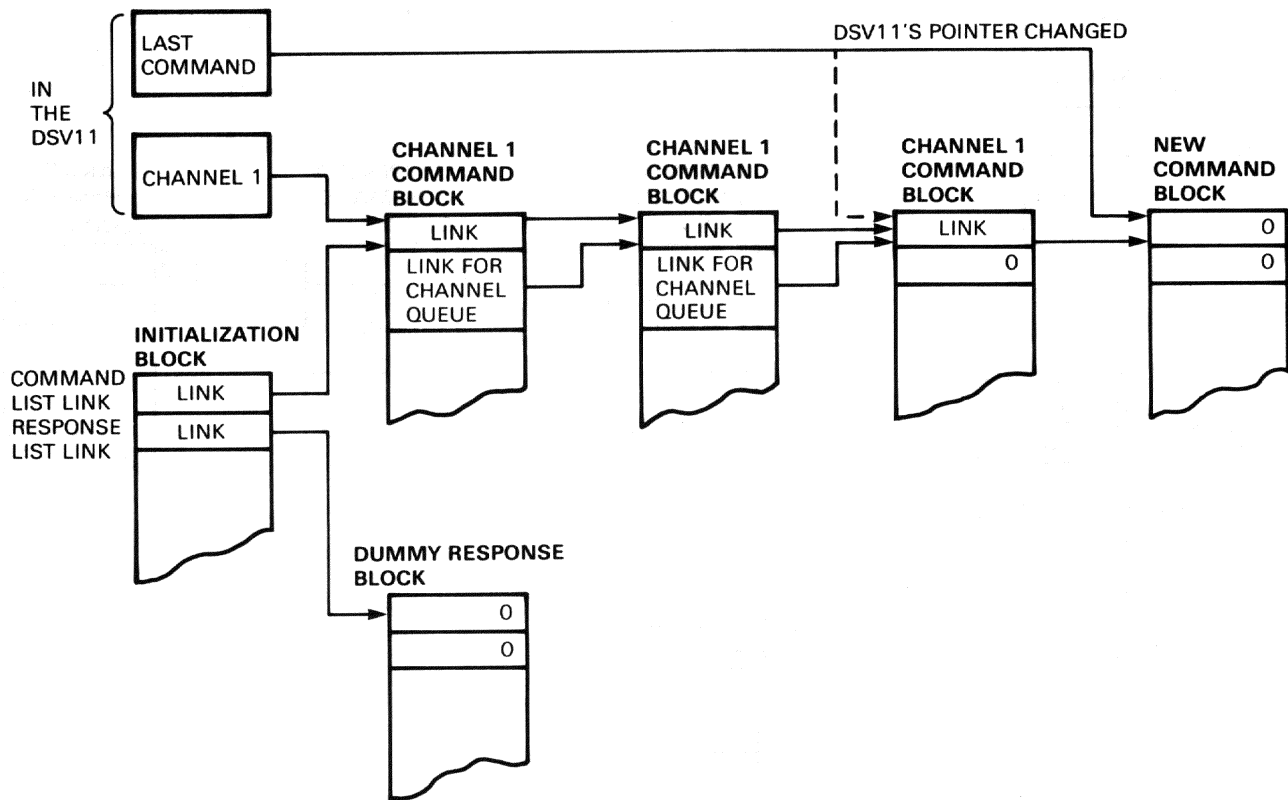 LAST
COMMAND
DSV11'S POINTER CHANGED
IN
THE
DSV11
CHANNEL 1
CHANNEL 1
COMMAND
BLOCK
CHANNEL 1
COMMAND
BLOCK
CHANNEL 1
COMMAND
BLOCK
NEW
COMMAND
BLOCK
LINK
LINK FOR
CHANNEL
QUEUE
LINK
LINK FOR
CHANNEL
QUEUE
LINK
0
0
0
INITIALIZATION
BLOCK
COMMAND
LIST LINK
RESPONSE
LIST LINK
LINK
LINK
DUMMY RESPONSE
BLOCK
0
0